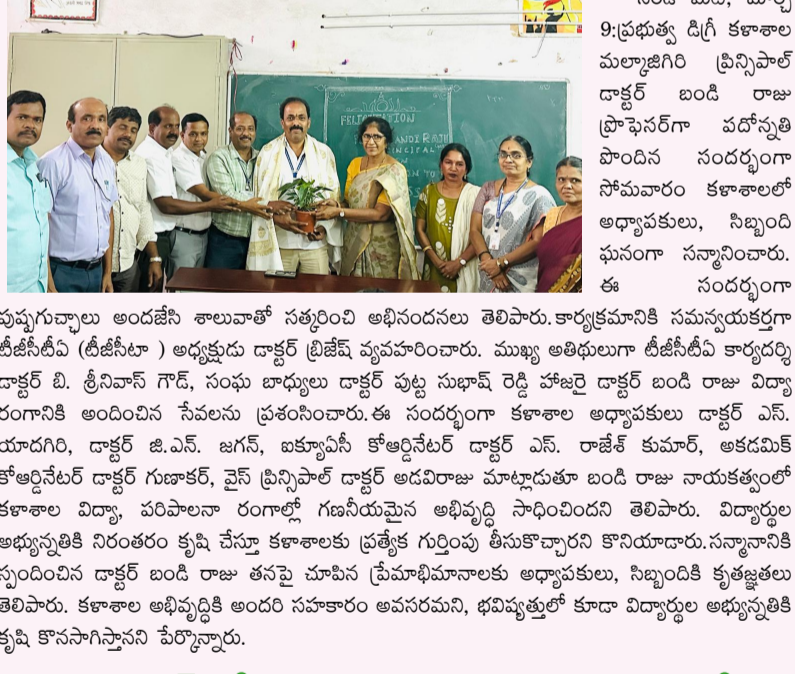 FELICITATION
9:ప్రభుత్వ డిగ్రీ కళాశాల
మల్కాజిగిరి ప్రిన్సిపాల్
డాక్టర్ బండి రాజు
ప్రొఫెసర్‌గా పదోన్నతి
పొందిన సందర్భంగా
సోమవారం కళాశాలలో
అధ్యాపకులు, సిబ్బంది
ఘనంగా సన్మానించారు.
ఈ సందర్భంగా
పుష్పగుచ్ఛాలు అందజేసి శాలువాతో సత్కరించి అభినందనలు తెలిపారు.కార్యక్రమానికి సమన్వయకర్తగా
టీజీసీటీఏ (టీజీసీటా ) అధ్యక్షుడు డాక్టర్ బ్రిజేష్ వ్యవహరించారు. ముఖ్య అతిథులుగా టీజీసీటీఏ కార్యదర్శి
డాక్టర్ బి. శ్రీనివాస్ గౌడ్, సంఘ బాధ్యులు డాక్టర్ పుట్ట సుభాష్ రెడ్డి హాజరై డాక్టర్ బండి రాజు విద్యా
రంగానికి అందించిన సేవలను ప్రశంసించారు.ఈ సందర్భంగా కళాశాల అధ్యాపకులు డాక్టర్ ఎస్.
యాదగిరి, డాక్టర్ జి.ఎన్. జగన్, ఐక్యూఏసీ కోఆర్డినేటర్ డాక్టర్ ఎస్. రాజేశ్ కుమార్, అకడమిక్
కోఆర్డినేటర్ డాక్టర్ గుణాకర్, వైస్ ప్రిన్సిపాల్ డాక్టర్ అడవిరాజు మాట్లాడుతూ బండి రాజు నాయకత్వంలో
కళాశాల విద్యా, పరిపాలనా రంగాల్లో గణనీయమైన అభివృద్ధి సాధించిందని తెలిపారు. విద్యార్థుల
అభ్యున్నతికి నిరంతరం కృషి చేస్తూ కళాశాలకు ప్రత్యేక గుర్తింపు తీసుకొచ్చారని కొనియాడారు.సన్మానానికి
స్పందించిన డాక్టర్ బండి రాజు తనపై చూపిన ప్రేమాభిమానాలకు అధ్యాపకులు, సిబ్బందికి కృతజ్ఞతలు
తెలిపారు. కళాశాల అభివృద్ధికి అందరి సహకారం అవసరమని, భవిష్యత్తులో కూడా విద్యార్థుల అభ్యున్నతికి
కృషి కొనసాగిస్తానని పేర్కొన్నారు.